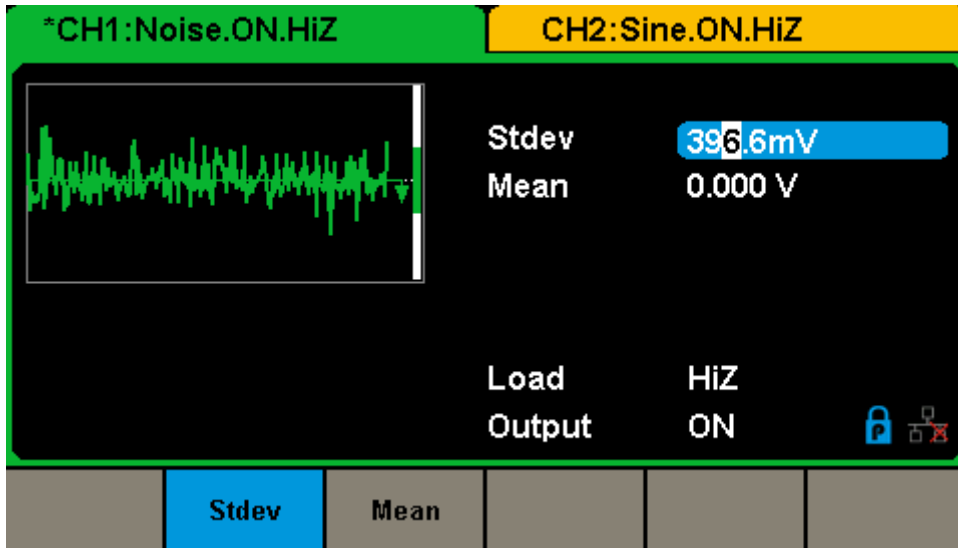 *CH1:Noise.ON.HiZ CH2:Sine.ON.HiZ
Stdev 396.6mV
Mean 0.000 V
Load HiZ
Output ON
P
Stdev Mean